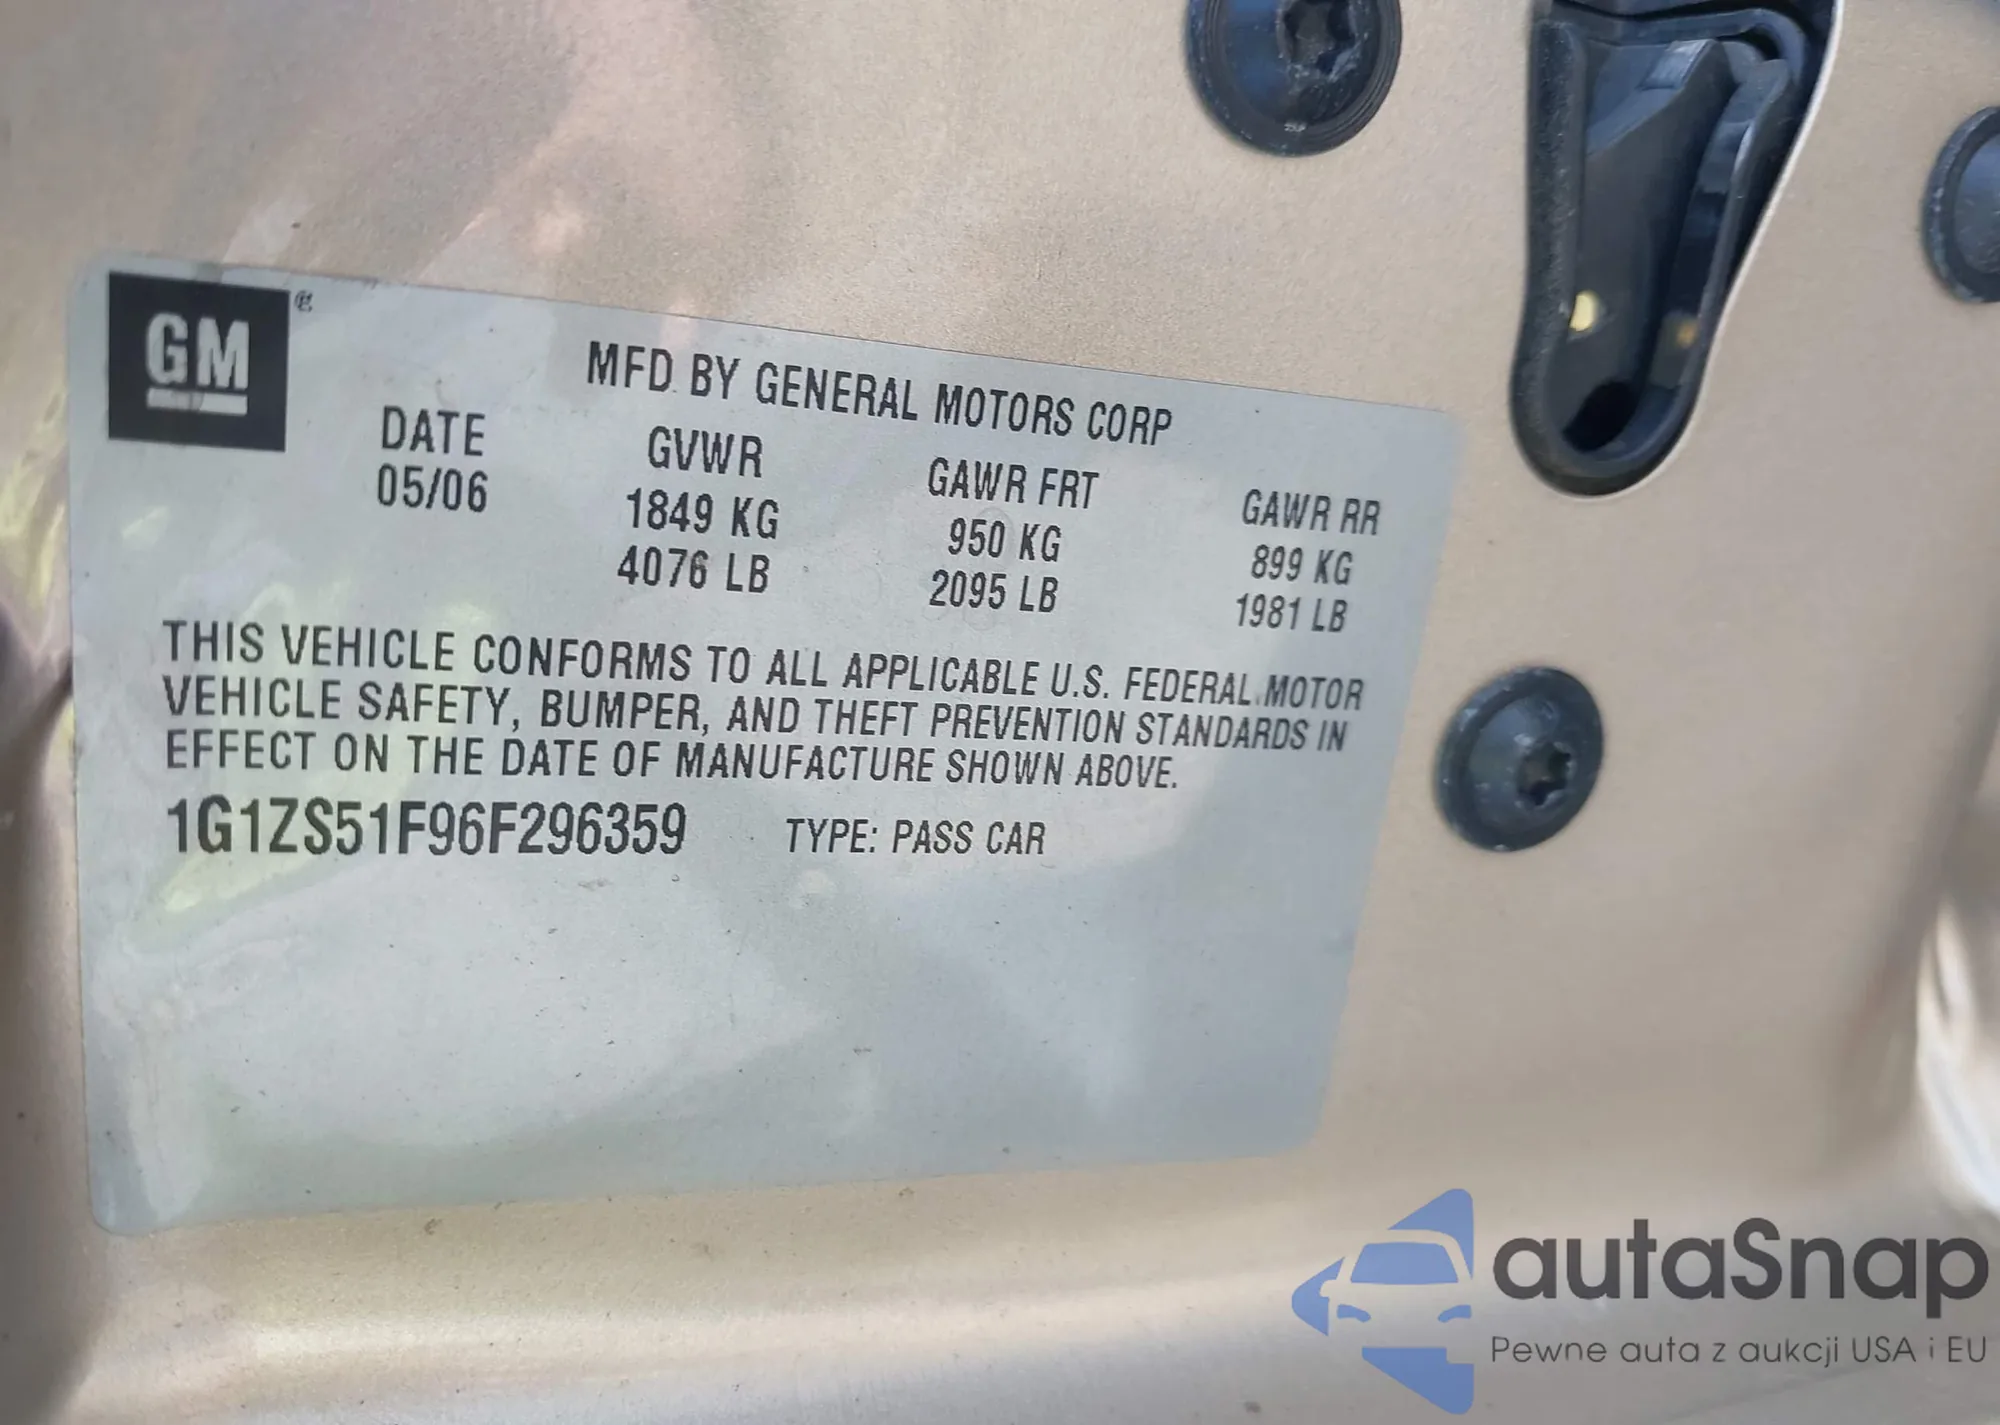 GM
MFD BY GENERAL MOTORS CORP
DATE GVWR GAWR FRT GAWR RR
05/06 1849 KG 950 KG 899 KG
4076 LB 2095 LB 1981 LB
THIS VEHICLE CONFORMS TO ALL APPLICABLE U.S. FEDERAL MOTOR
VEHICLE SAFETY, BUMPER, AND THEFT PREVENTION STANDARDS IN
EFFECT ON THE DATE OF MANUFACTURE SHOWN ABOVE.
1G1ZS51F96F296359 TYPE: PASS CAR
autaSnap
Pewne auta z aukcji USA i EU